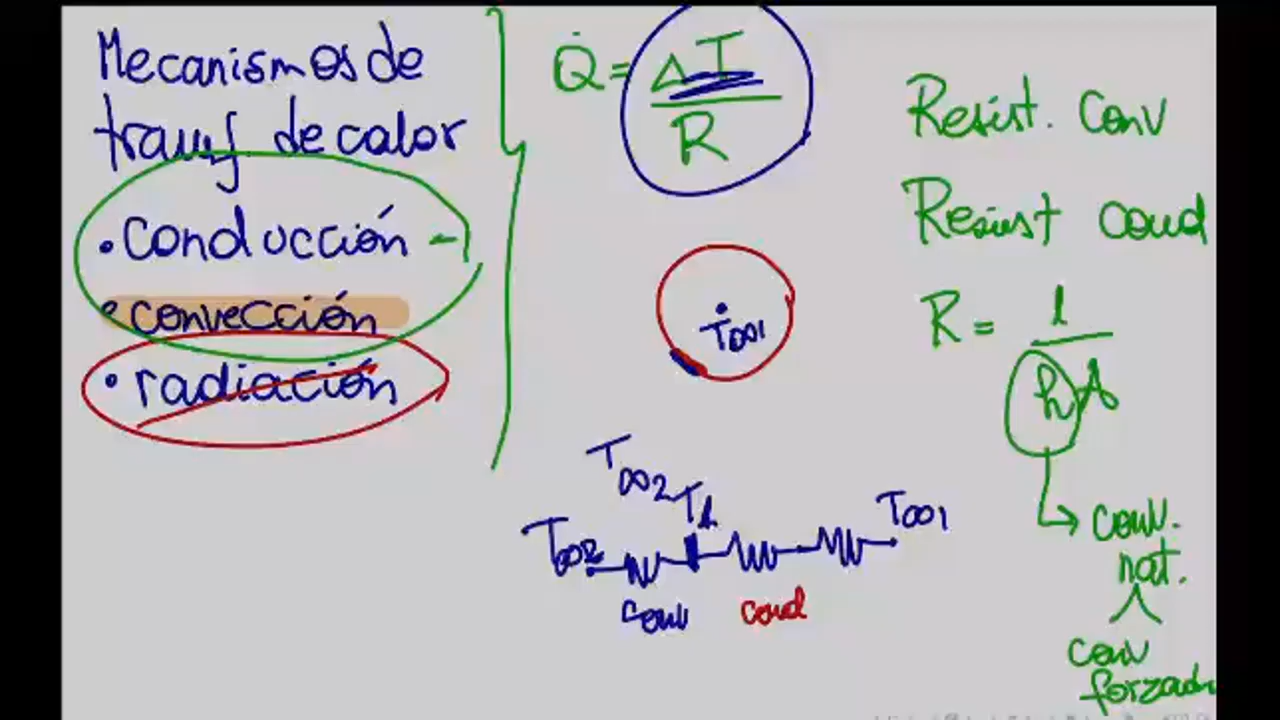 Mecanismos de
transf de calor
• Conducción
• convección
• radiación
Q̇ = ΔT / R
T∞1
T∞2
T∞2 T1 T∞1
conv cond
Resist. Conv
Resist cond
R = 1 / hA
conv.
nat.
conv
forzada